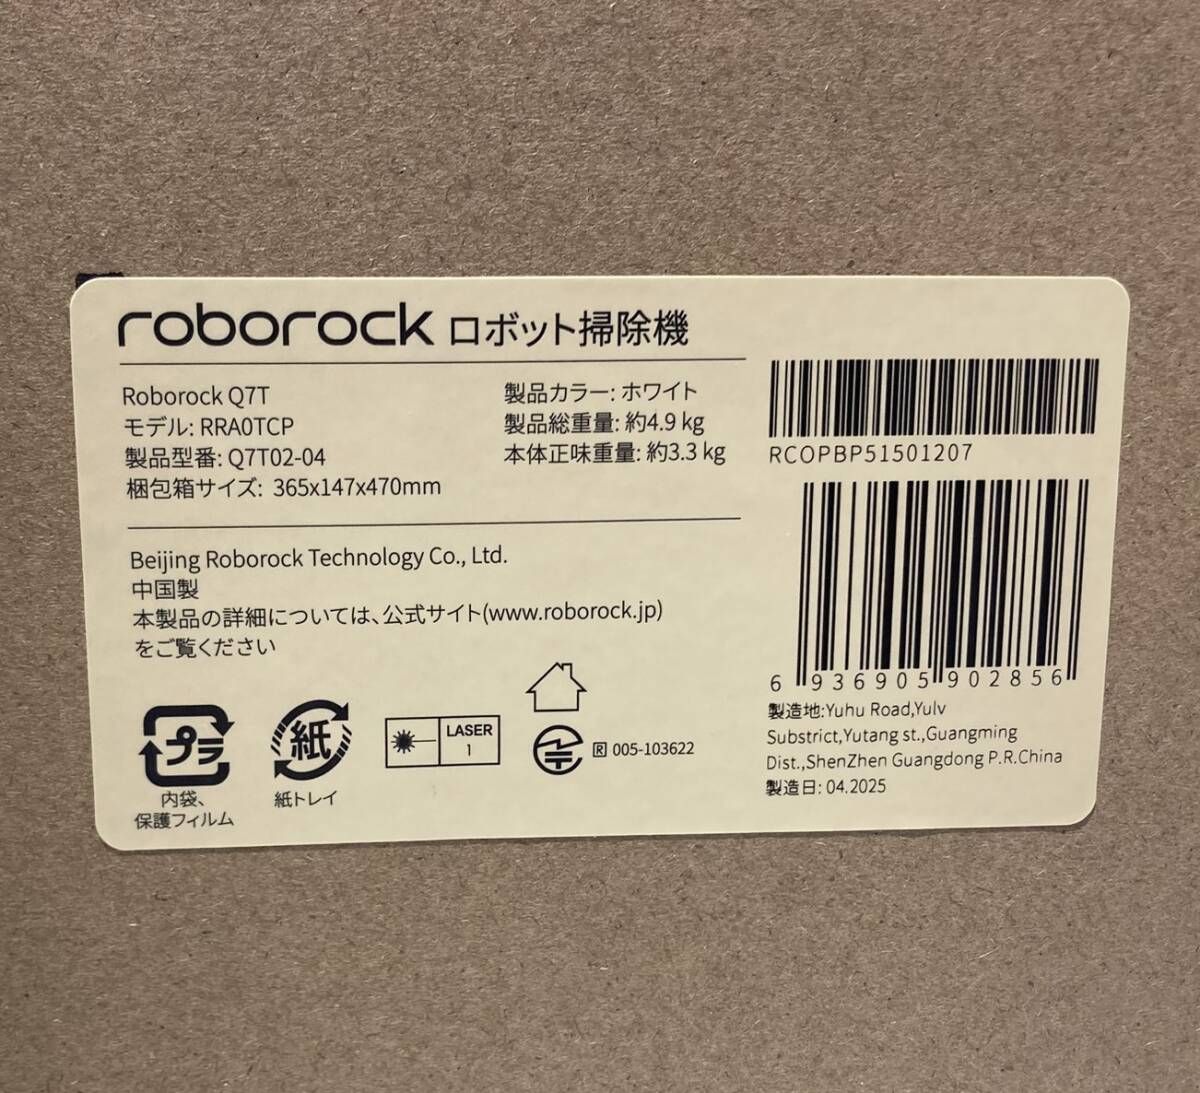 roborock ロボット掃除機
Roborock Q7T
モデル: RRA0TCP
製品型番: Q7T02-04
梱包箱サイズ: 365x147x470mm
製品カラー: ホワイト
製品総重量: 約4.9 kg
本体正味重量: 約3.3 kg
Beijing Roborock Technology Co., Ltd.
中国製
本製品の詳細については、公式サイト(www.roborock.jp)
をご覧ください
プラ
内袋、
保護フィルム
紙
紙トレイ
LASER
1
R 005-103622
RCOPBP51501207
6 936905 902856
製造地:Yuhu Road,Yulv
Substrict,Yutang st.,Guangming
Dist.,ShenZhen Guangdong P.R.China
製造日: 04.2025